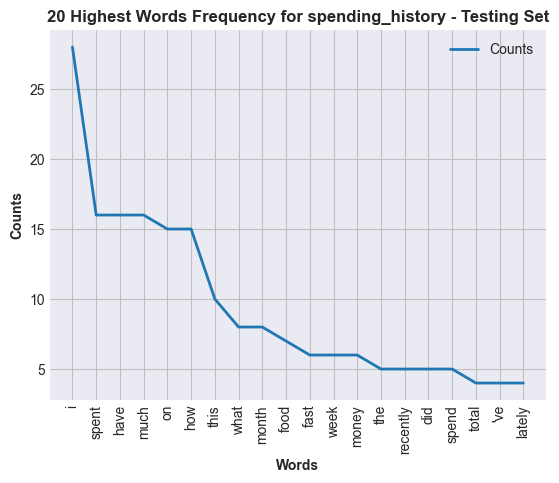 20 Highest Words Frequency for spending_history - Testing Set
Counts
25
20
15
10
5
Counts
i
spent
have
much
on
how
this
what
month
food
fast
week
money
the
recently
did
spend
total
've
lately
Words